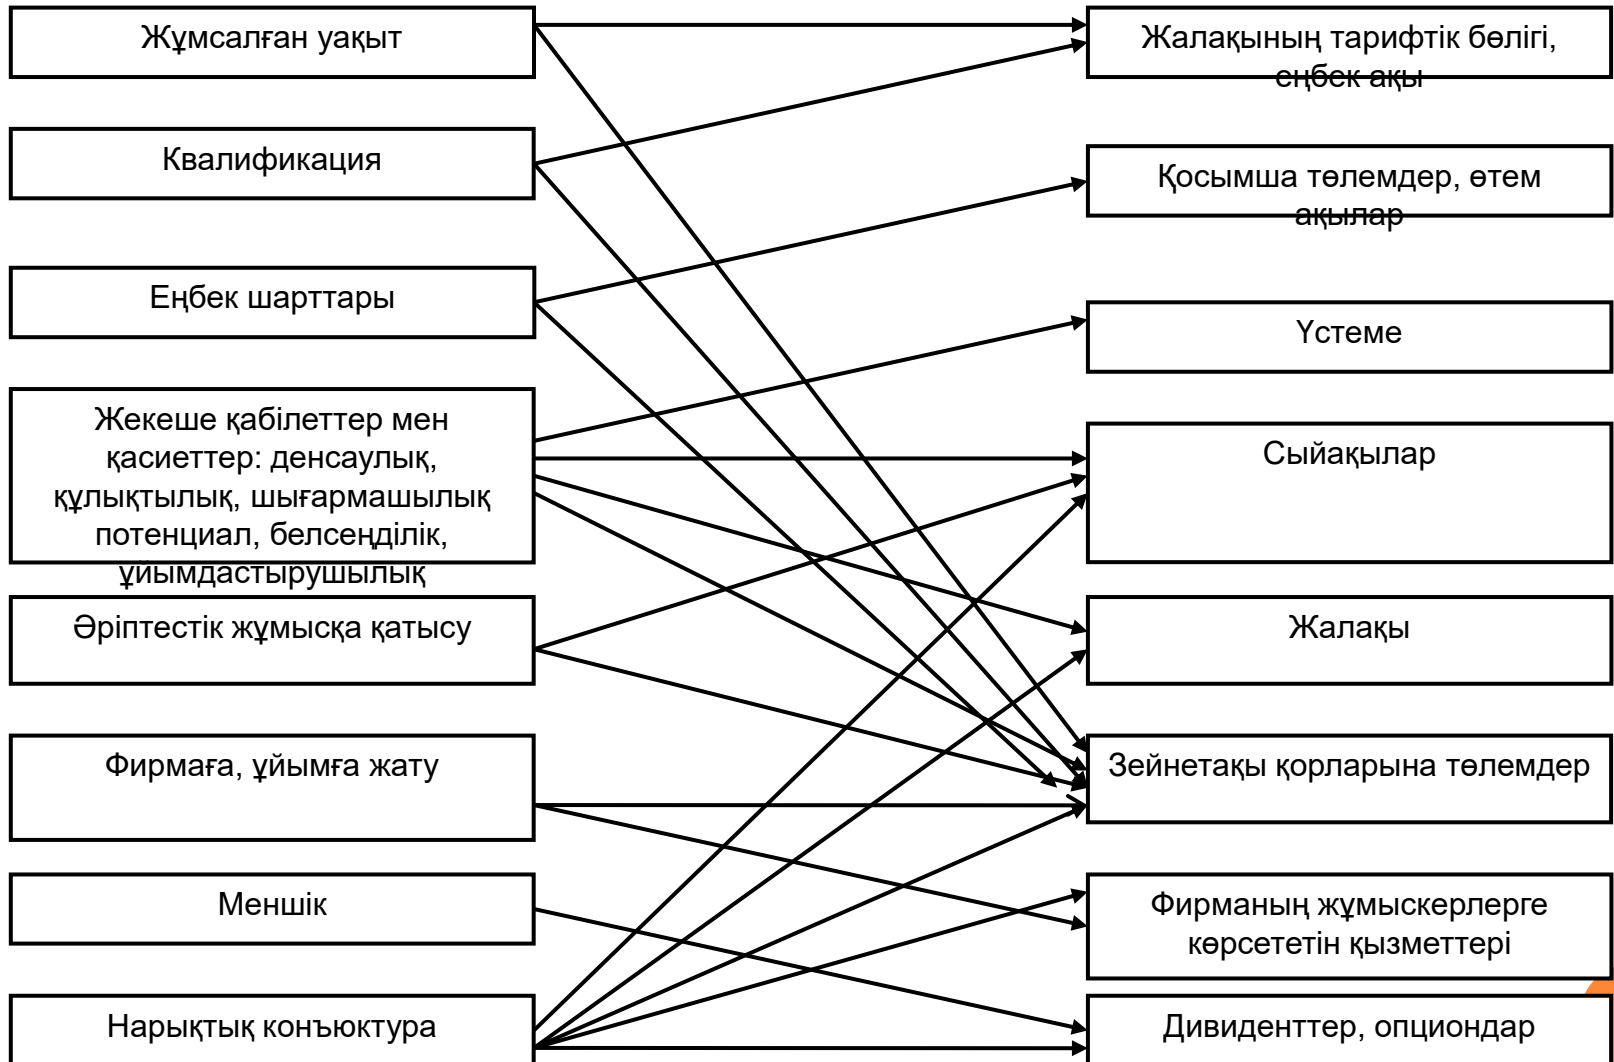 Жұмсалған уақыт
Квалификация
Еңбек шарттары
Жекеше қабілеттер мен
қасиеттер: денсаулық,
құлықтылық, шығармашылық
потенциал, белсеңділік,
ұйымдастырушылық
Әріптестік жұмысқа қатысу
Фирмаға, ұйымға жату
Меншік
Нарықтық конъюктура
Жалақының тарифтік бөлігі,
еңбек ақы
Қосымша төлемдер, өтем
ақылар
Үстеме
Сыйақылар
Жалақы
Зейнетақы қорларына төлемдер
Фирманың жұмыскерлерге
көрсететін қызметтері
Дивиденттер, опциондар